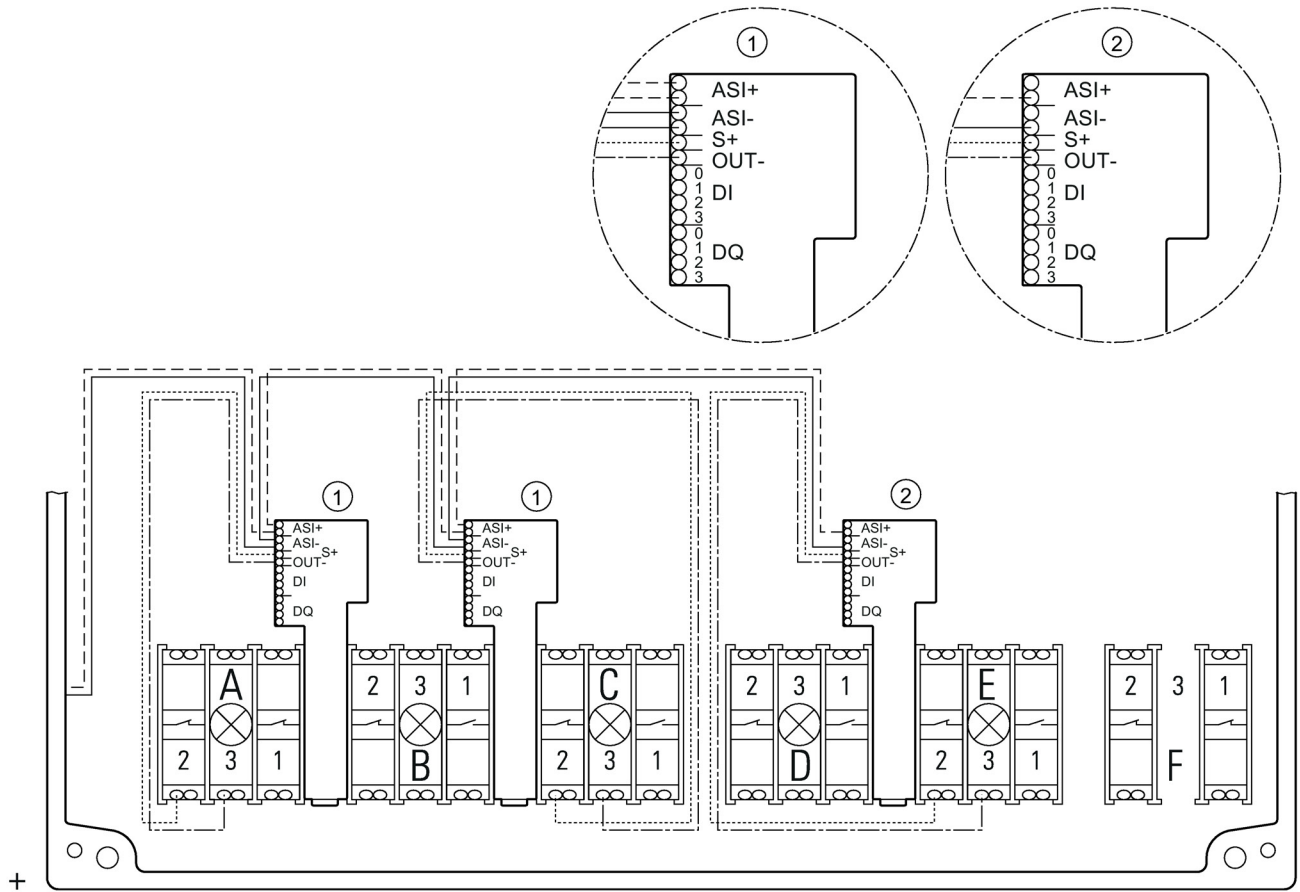 1
2
ASI+
ASI-
S+
OUT-
0
1
2
3
DI
0
1
2
3
DQ
ASI+
ASI-
S+
OUT-
0
1
2
3
DI
0
1
2
3
DQ
1
1
2
ASI+
ASI-
S+
OUT-
DI
DQ
ASI+
ASI-
S+
OUT-
DI
DQ
ASI+
ASI-
S+
OUT-
DI
DQ
A
2 3 1
C
2 3 1
E
2 3 1
2 3 1
B
2 3 1
2 3 1
D
2 3 1
F
+
-